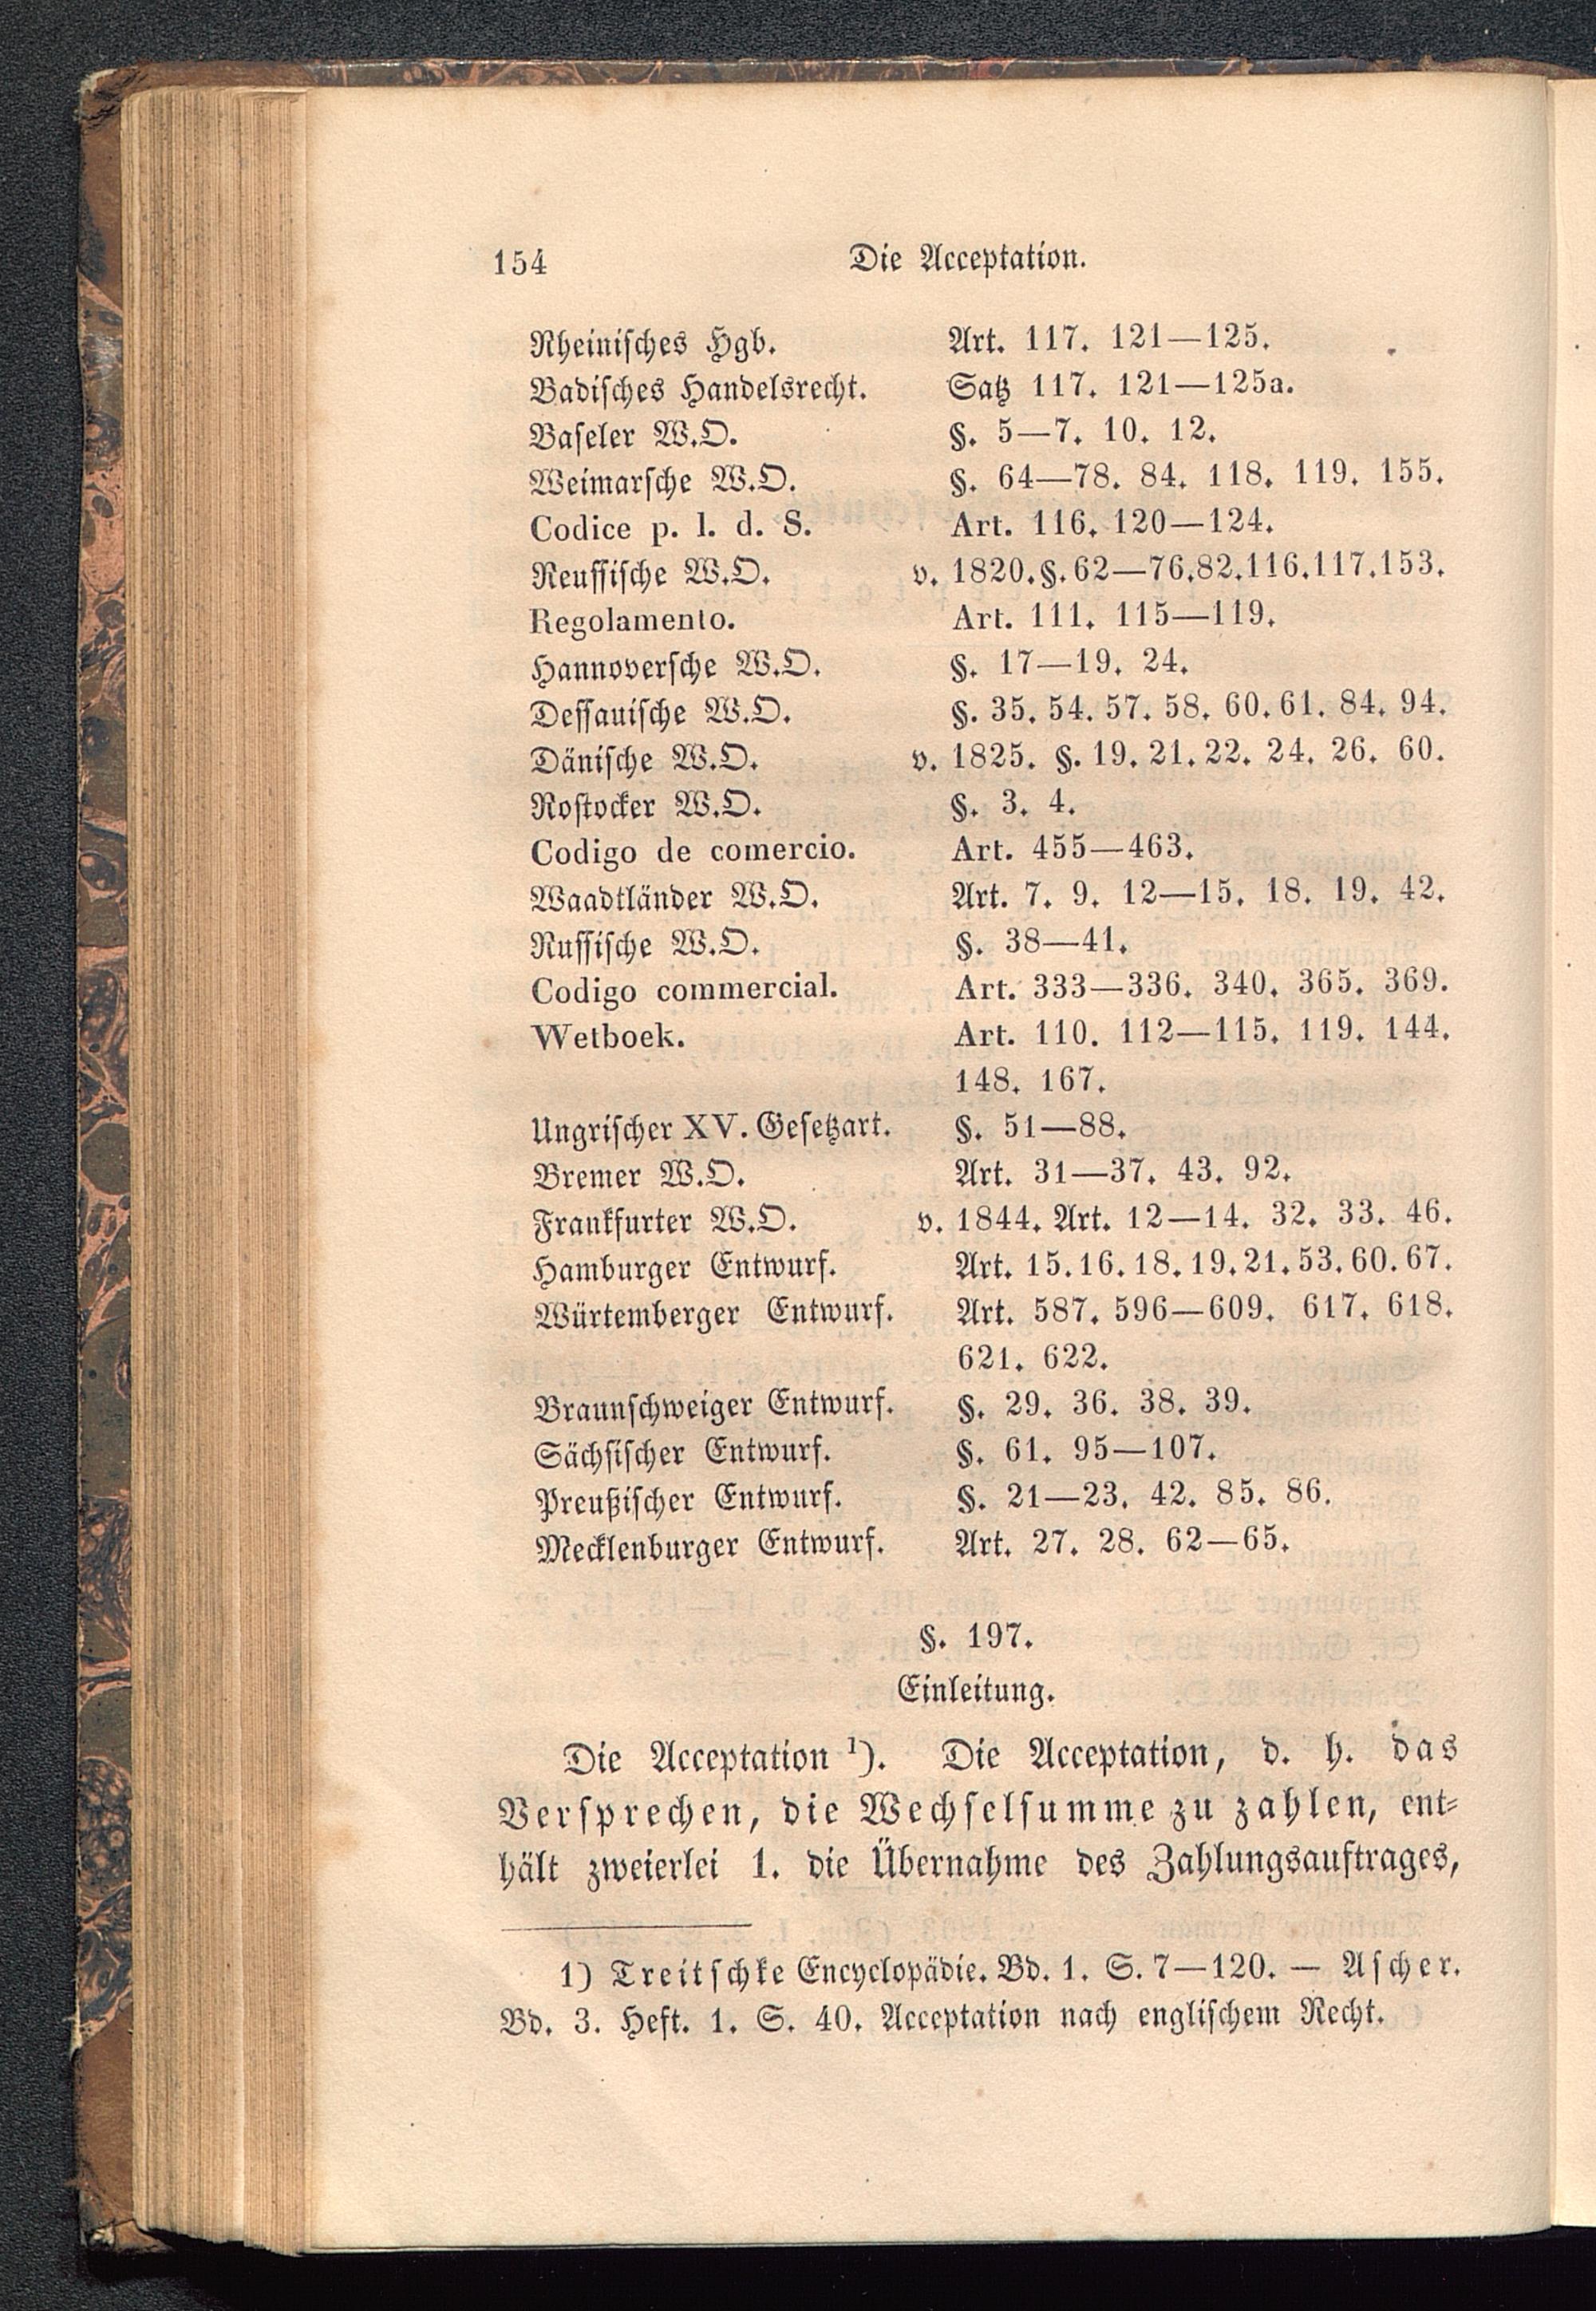 154 Die Acceptation.
Rheinisches Hgb. Art. 117. 121—125.
Badisches Handelsrecht. Satz 117. 121—125a.
Baseler W.O. §. 5—7. 10. 12.
Weimarsche W.O. §. 64—78. 84. 118. 119. 155.
Codice p. l. d. S. Art. 116. 120—124.
Reussische W.O. v. 1820. §. 62—76. 82. 116. 117. 153.
Regolamento. Art. 111. 115—119.
Hannoversche W.O. §. 17—19. 24.
Dessauische W.O. §. 35. 54. 57. 58. 60. 61. 84. 94.
Dänische W.O. v. 1825. §. 19. 21. 22. 24. 26. 60.
Rostocker W.O. §. 3. 4.
Codigo de comercio. Art. 455—463.
Waadtländer W.O. Art. 7. 9. 12—15. 18. 19. 42.
Russische W.O. §. 38—41.
Codigo commercial. Art. 333—336. 340. 365. 369.
Wetboek. Art. 110. 112—115. 119. 144.
148. 167.
Ungrischer XV. Gesetzart. §. 51—88.
Bremer W.O. Art. 31—37. 43. 92.
Frankfurter W.O. v. 1844. Art. 12—14. 32. 33. 46.
Hamburger Entwurf. Art. 15. 16. 18. 19. 21. 53. 60. 67.
Würtemberger Entwurf. Art. 587. 596—609. 617. 618.
621. 622.
Braunschweiger Entwurf. §. 29. 36. 38. 39.
Sächsischer Entwurf. §. 61. 95—107.
Preußischer Entwurf. §. 21—23. 42. 85. 86.
Mecklenburger Entwurf. Art. 27. 28. 62—65.
§. 197.
Einleitung.
Die Acceptation ¹). Die Acceptation, d. h. das
Versprechen, die Wechselsumme zu zahlen, ent-
hält zweierlei 1. die Übernahme des Zahlungsauftrages,
1) Treitschke Encyclopädie. Bd. 1. S. 7—120. — Ascher.
Bd. 3. Heft. 1. S. 40. Acceptation nach englischem Recht.